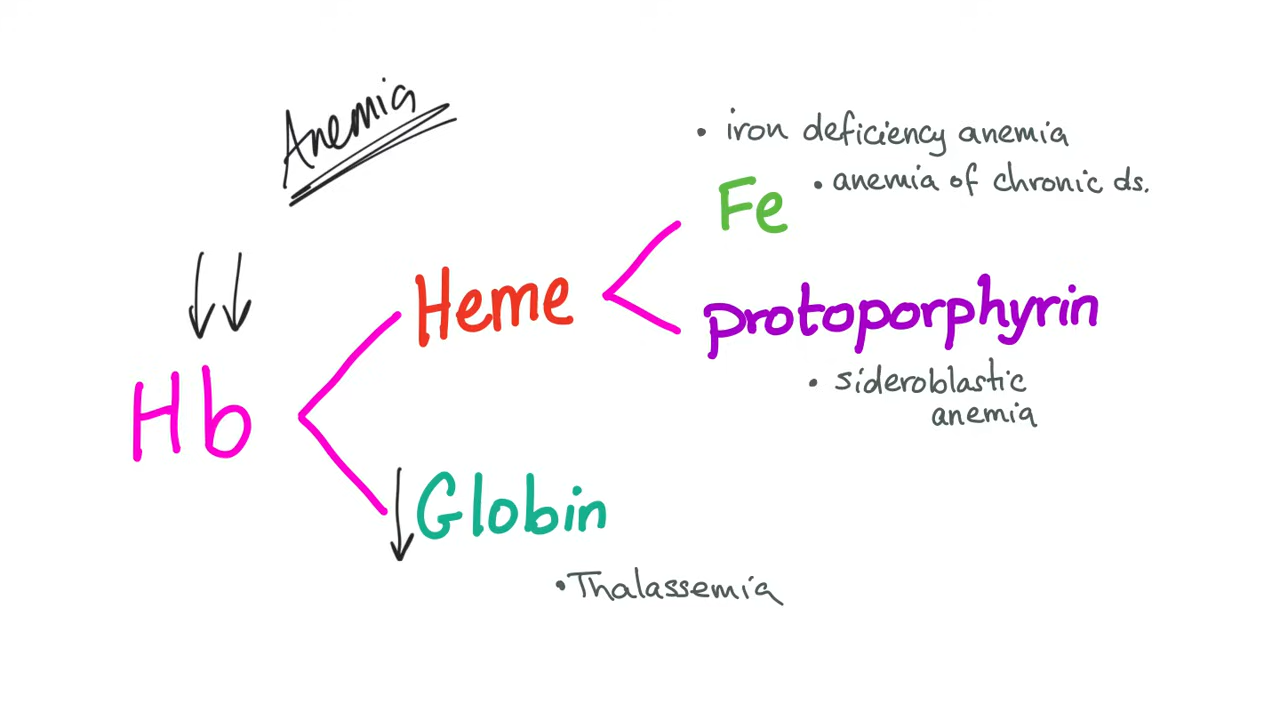 Anemia
• iron deficiency anemia
• anemia of chronic ds.
Fe
Heme
protoporphyrin
• sideroblastic
anemia
Hb
Globin
• Thalassemia